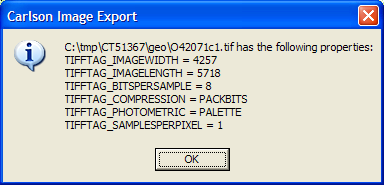 Carlson Image Export
C:\tmp\CT51367\geo\O42071c1.tif has the following properties:
TIFFTAG_IMAGEWIDTH = 4257
TIFFTAG_IMAGELENGTH = 5718
TIFFTAG_BITSPERSAMPLE = 8
TIFFTAG_COMPRESSION = PACKBITS
TIFFTAG_PHOTOMETRIC = PALETTE
TIFFTAG_SAMPLESPERPIXEL = 1
OK